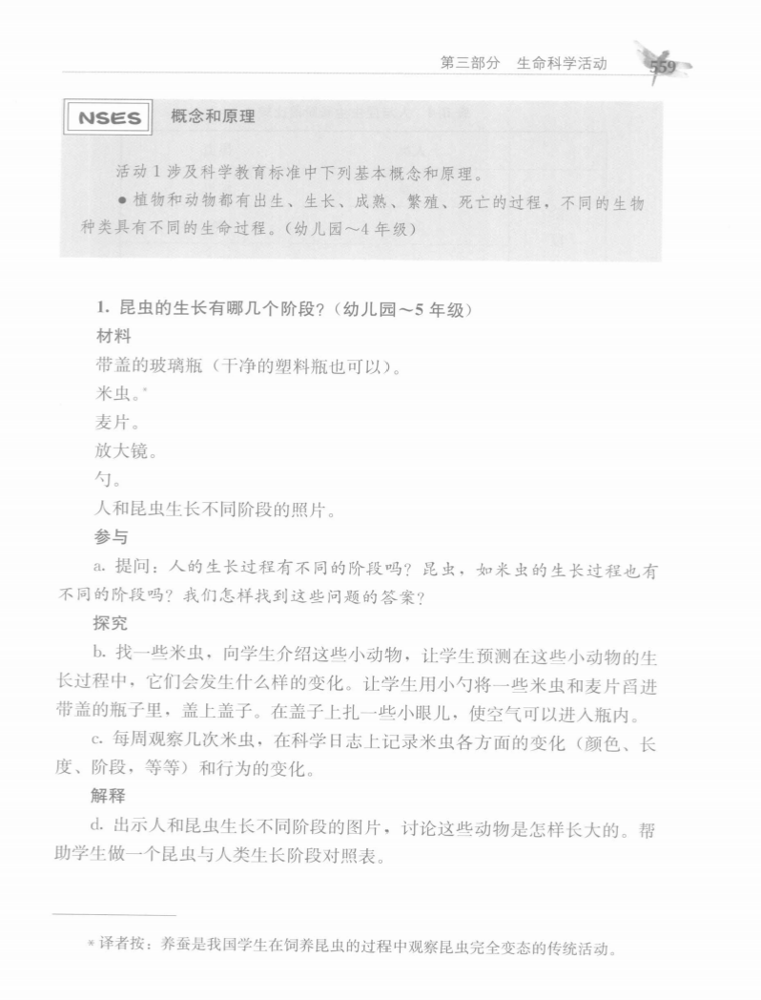 第三部分 生命科学活动 559
NSES 概念和原理
活动1涉及科学教育标准中下列基本概念和原理。
●植物和动物都有出生、生长、成熟、繁殖、死亡的过程，不同的生物
种类具有不同的生命过程。（幼儿园～4年级）
1. 昆虫的生长有哪几个阶段？（幼儿园～5年级）
材料
带盖的玻璃瓶（干净的塑料瓶也可以）。
米虫。*
麦片。
放大镜。
勺。
人和昆虫生长不同阶段的照片。
参与
a. 提问：人的生长过程有不同的阶段吗？昆虫，如米虫的生长过程也有
不同的阶段吗？我们怎样找到这些问题的答案？
探究
b. 找一些米虫，向学生介绍这些小动物，让学生预测在这些小动物的生
长过程中，它们会发生什么样的变化。让学生用小勺将一些米虫和麦片舀进
带盖的瓶子里，盖上盖子。在盖子上扎一些小眼儿，使空气可以进入瓶内。
c. 每周观察几次米虫，在科学日志上记录米虫各方面的变化（颜色、长
度、阶段，等等）和行为的变化。
解释
d. 出示人和昆虫生长不同阶段的图片，讨论这些动物是怎样长大的。帮
助学生做一个昆虫与人类生长阶段对照表。
*译者按：养蚕是我国学生在饲养昆虫的过程中观察昆虫完全变态的传统活动。